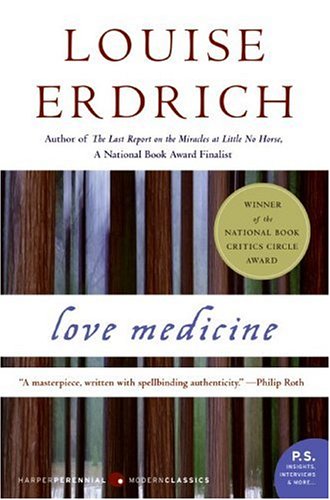 LOUISE
ERDRICH
Author of The Last Report on the Miracles at Little No Horse,
A National Book Award Finalist
WINNER
of the
NATIONAL BOOK
CRITICS CIRCLE
AWARD
love medicine
"A masterpiece, written with spellbinding authenticity."—Philip Roth
HARPERPERENNIAL MODERNCLASSICS
P.S.
INSIGHTS,
INTERVIEWS
& MORE...